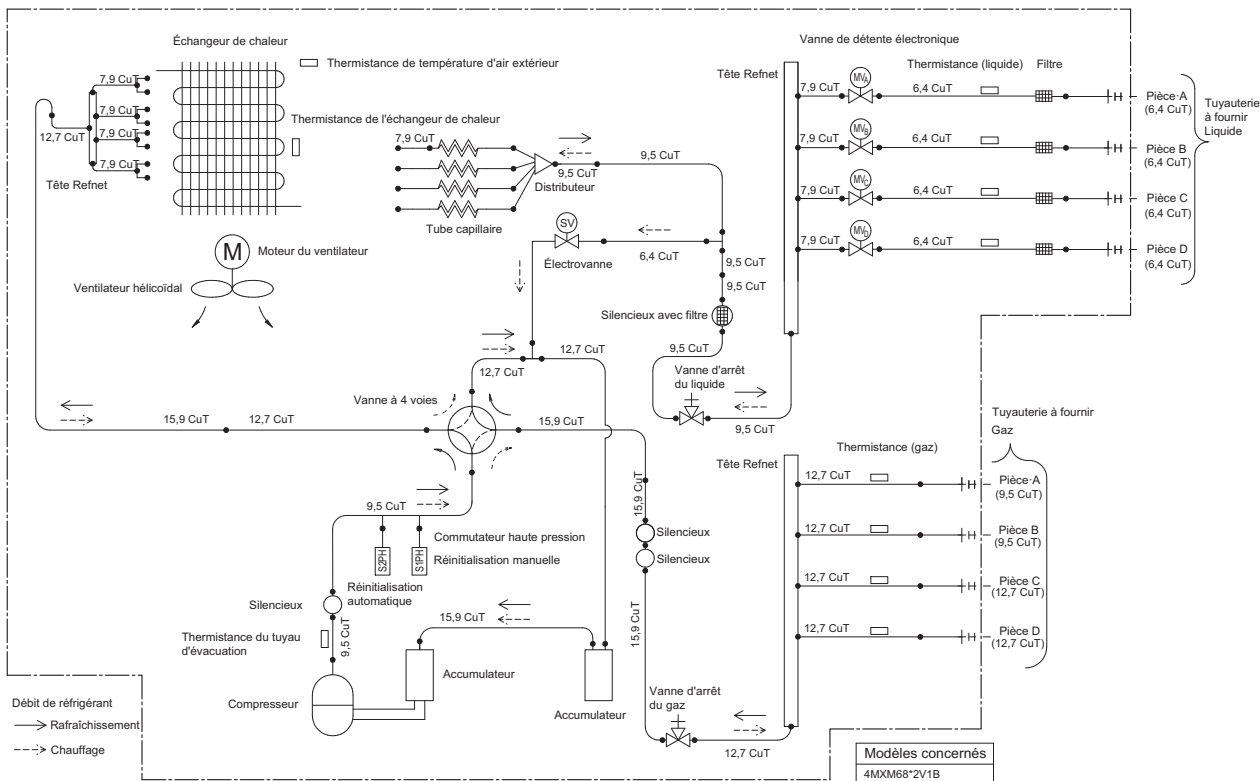 Échangeur de chaleur
7,9 CuT
7,9 CuT
7,9 CuT
7,9 CuT
12,7 CuT
Tête Refnet
Thermistance de température d'air extérieur
Thermistance de l'échangeur de chaleur
7,9 CuT
9,5 CuT
Distributeur
Tube capillaire
9,5 CuT
M
Moteur du ventilateur
Ventilateur hélicoïdal
SV
Électrovanne
6,4 CuT
9,5 CuT
9,5 CuT
Silencieux avec filtre
9,5 CuT
Vanne d'arrêt
du liquide
9,5 CuT
Vanne de détente électronique
Tête Refnet
Thermistance (liquide)
Filtre
7,9 CuT
MVA
6,4 CuT
Pièce·A
(6,4 CuT)
7,9 CuT
MVB
6,4 CuT
Pièce B
(6,4 CuT)
7,9 CuT
MVC
6,4 CuT
Pièce C
(6,4 CuT)
7,9 CuT
MVD
6,4 CuT
Pièce D
(6,4 CuT)
Tuyauterie
à fournir
Liquide
12,7 CuT
12,7 CuT
Vanne à 4 voies
15,9 CuT
12,7 CuT
15,9 CuT
9,5 CuT
S2PH
S1PH
Commutateur haute pression
Réinitialisation manuelle
Réinitialisation
automatique
Silencieux
Thermistance du tuyau
d'évacuation
9,5 CuT
Compresseur
15,9 CuT
Accumulateur
Accumulateur
15,9 CuT
Silencieux
Silencieux
15,9 CuT
Vanne d'arrêt
du gaz
12,7 CuT
Tuyauterie à fournir
Gaz
Tête Refnet
Thermistance (gaz)
12,7 CuT
Pièce·A
(9,5 CuT)
12,7 CuT
Pièce B
(9,5 CuT)
12,7 CuT
Pièce C
(12,7 CuT)
12,7 CuT
Pièce D
(12,7 CuT)
Débit de réfrigérant
Rafraîchissement
Chauffage
Modèles concernés
4MXM68*2V1B